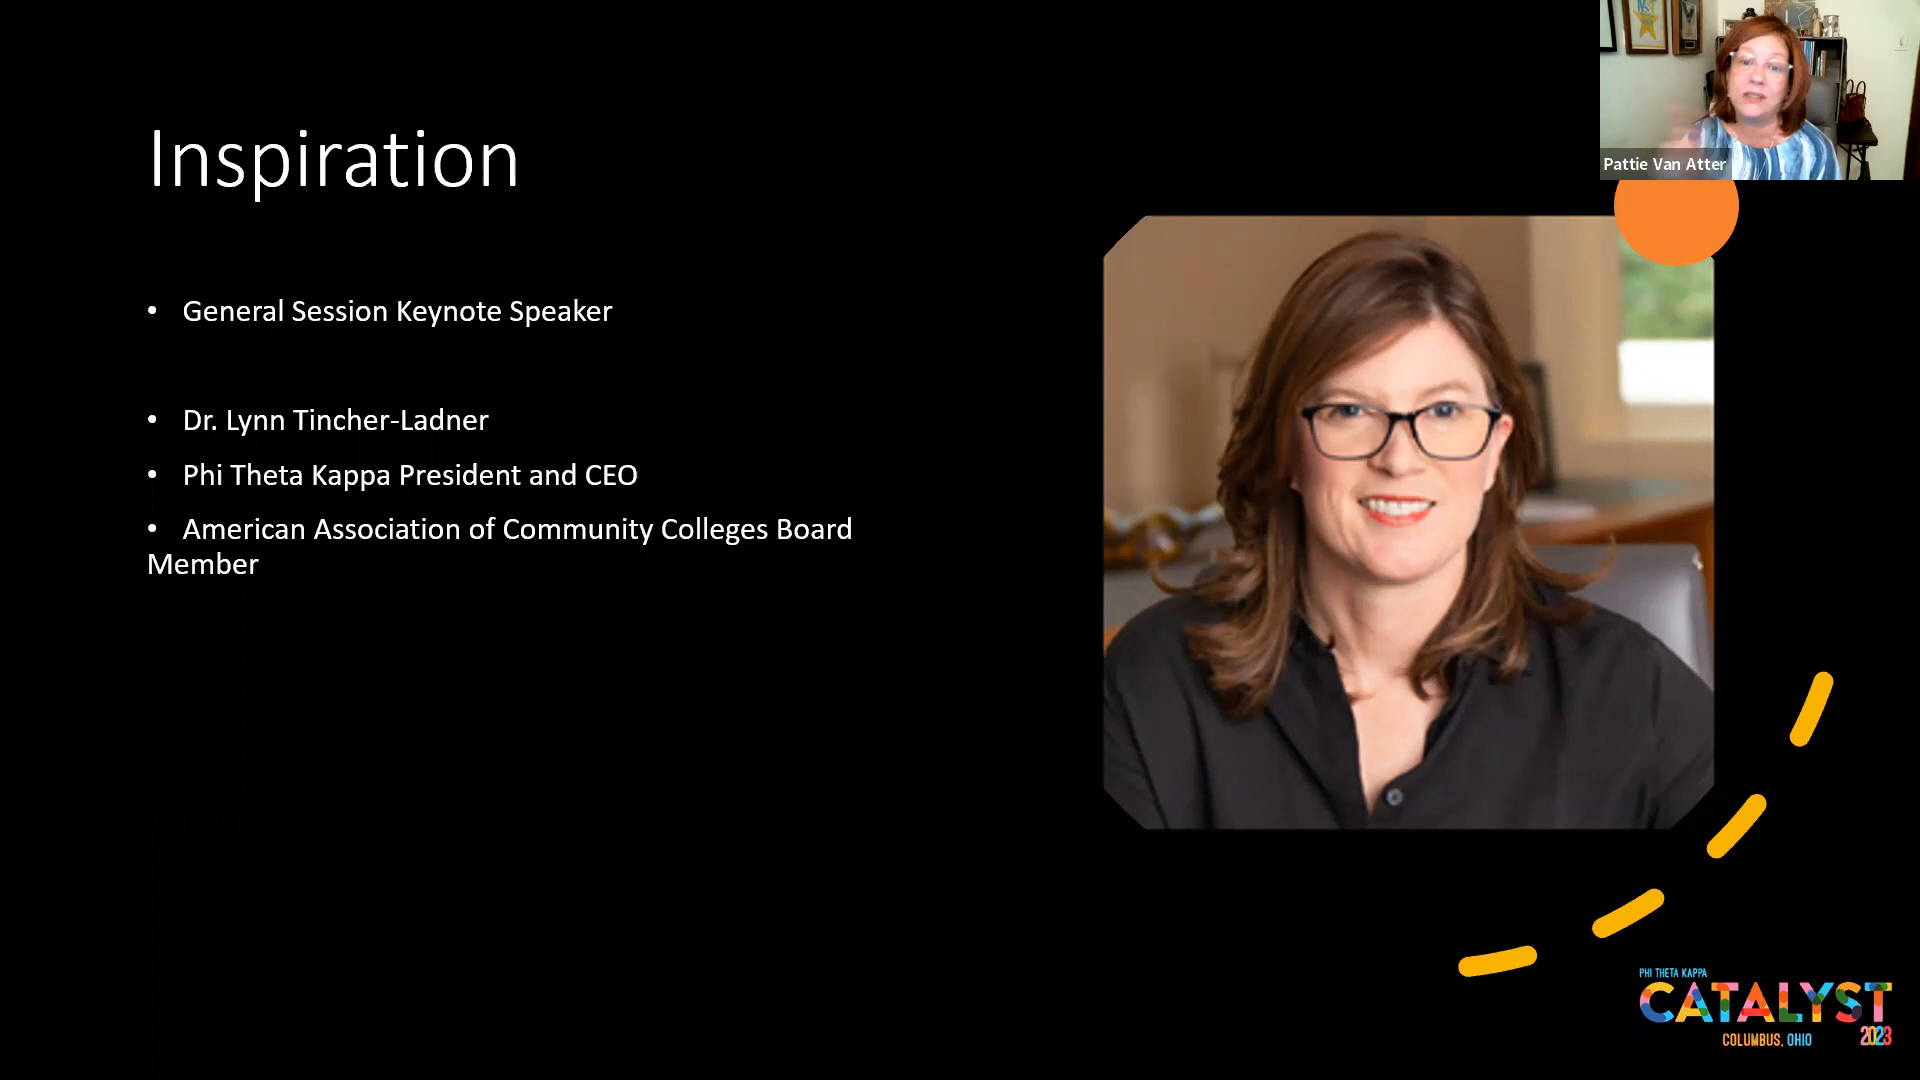 Pattie Van Atter
Inspiration
• General Session Keynote Speaker
• Dr. Lynn Tincher-Ladner
• Phi Theta Kappa President and CEO
• American Association of Community Colleges Board
Member
PHI THETA KAPPA
CATALYST
COLUMBUS, OHIO
2023